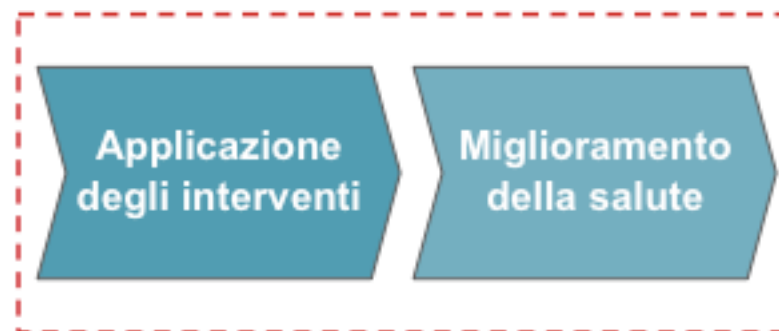 Applicazione
degli interventi
Miglioramento
della salute